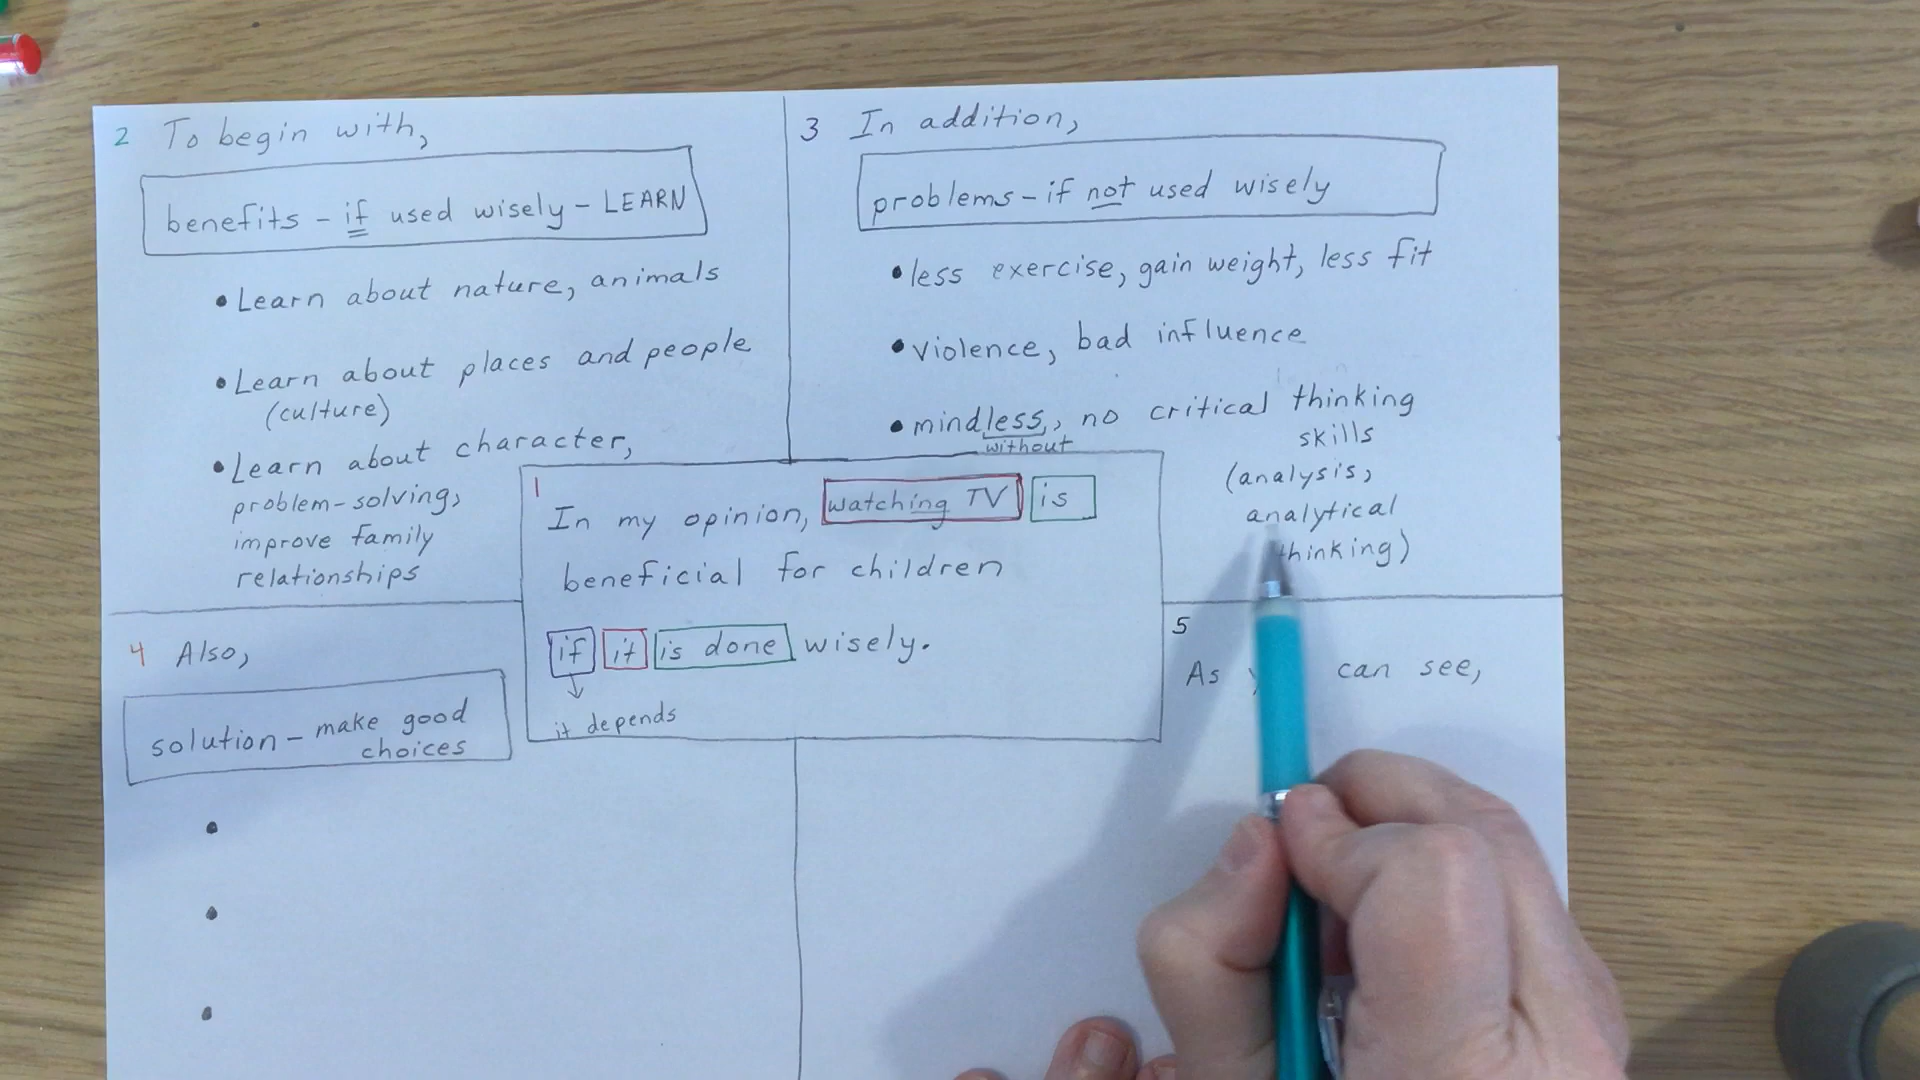 2 To begin with,
benefits - if used wisely - LEARN
• Learn about nature, animals
• Learn about places and people
(culture)
• Learn about character,
problem-solving,
improve family
relationships
3 In addition,
problems - if not used wisely
• less exercise, gain weight, less fit
• violence, bad influence
• mindless, no critical thinking
without
skills
(analysis,
analytical
thinking)
1
In my opinion, watching TV is
beneficial for children
if it is done wisely.
it depends
4 Also,
solution - make good
choices
5
As can see,